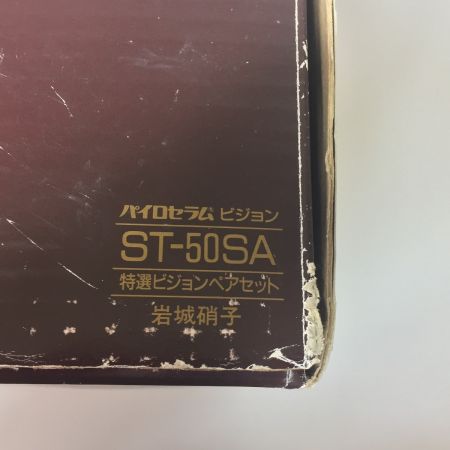 パイロセラム ビジョン
ST-50SA
特選ビジョンペアセット
岩城硝子